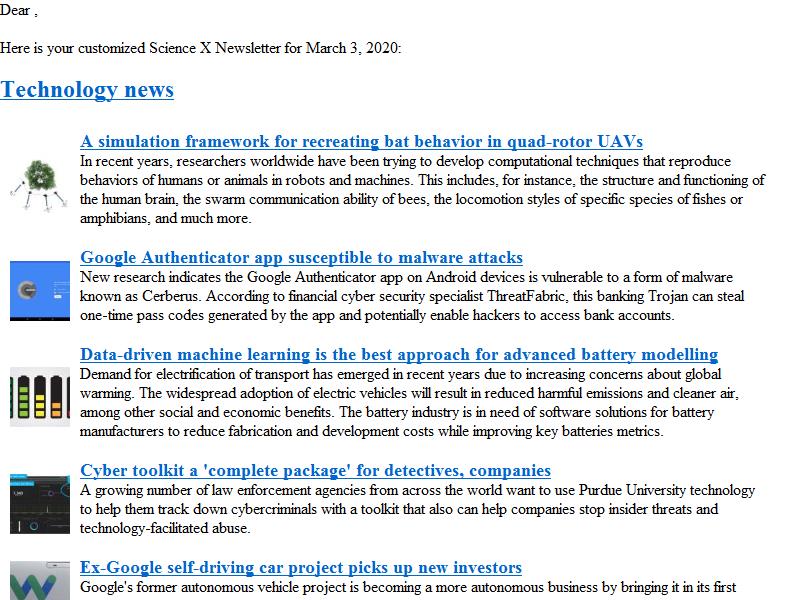 Dear ,
Here is your customized Science X Newsletter for March 3, 2020:
Technology news
A simulation framework for recreating bat behavior in quad-rotor UAVs
In recent years, researchers worldwide have been trying to develop computational techniques that reproduce
behaviors of humans or animals in robots and machines. This includes, for instance, the structure and functioning of
the human brain, the swarm communication ability of bees, the locomotion styles of specific species of fishes or
amphibians, and much more.
Google Authenticator app susceptible to malware attacks
New research indicates the Google Authenticator app on Android devices is vulnerable to a form of malware
known as Cerberus. According to financial cyber security specialist ThreatFabric, this banking Trojan can steal
one-time pass codes generated by the app and potentially enable hackers to access bank accounts.
Data-driven machine learning is the best approach for advanced battery modelling
Demand for electrification of transport has emerged in recent years due to increasing concerns about global
warming. The widespread adoption of electric vehicles will result in reduced harmful emissions and cleaner air,
among other social and economic benefits. The battery industry is in need of software solutions for battery
manufacturers to reduce fabrication and development costs while improving key batteries metrics.
Cyber toolkit a 'complete package' for detectives, companies
A growing number of law enforcement agencies from across the world want to use Purdue University technology
to help them track down cybercriminals with a toolkit that also can help companies stop insider threats and
technology-facilitated abuse.
Ex-Google self-driving car project picks up new investors
Google's former autonomous vehicle project is becoming a more autonomous business by bringing it in its first